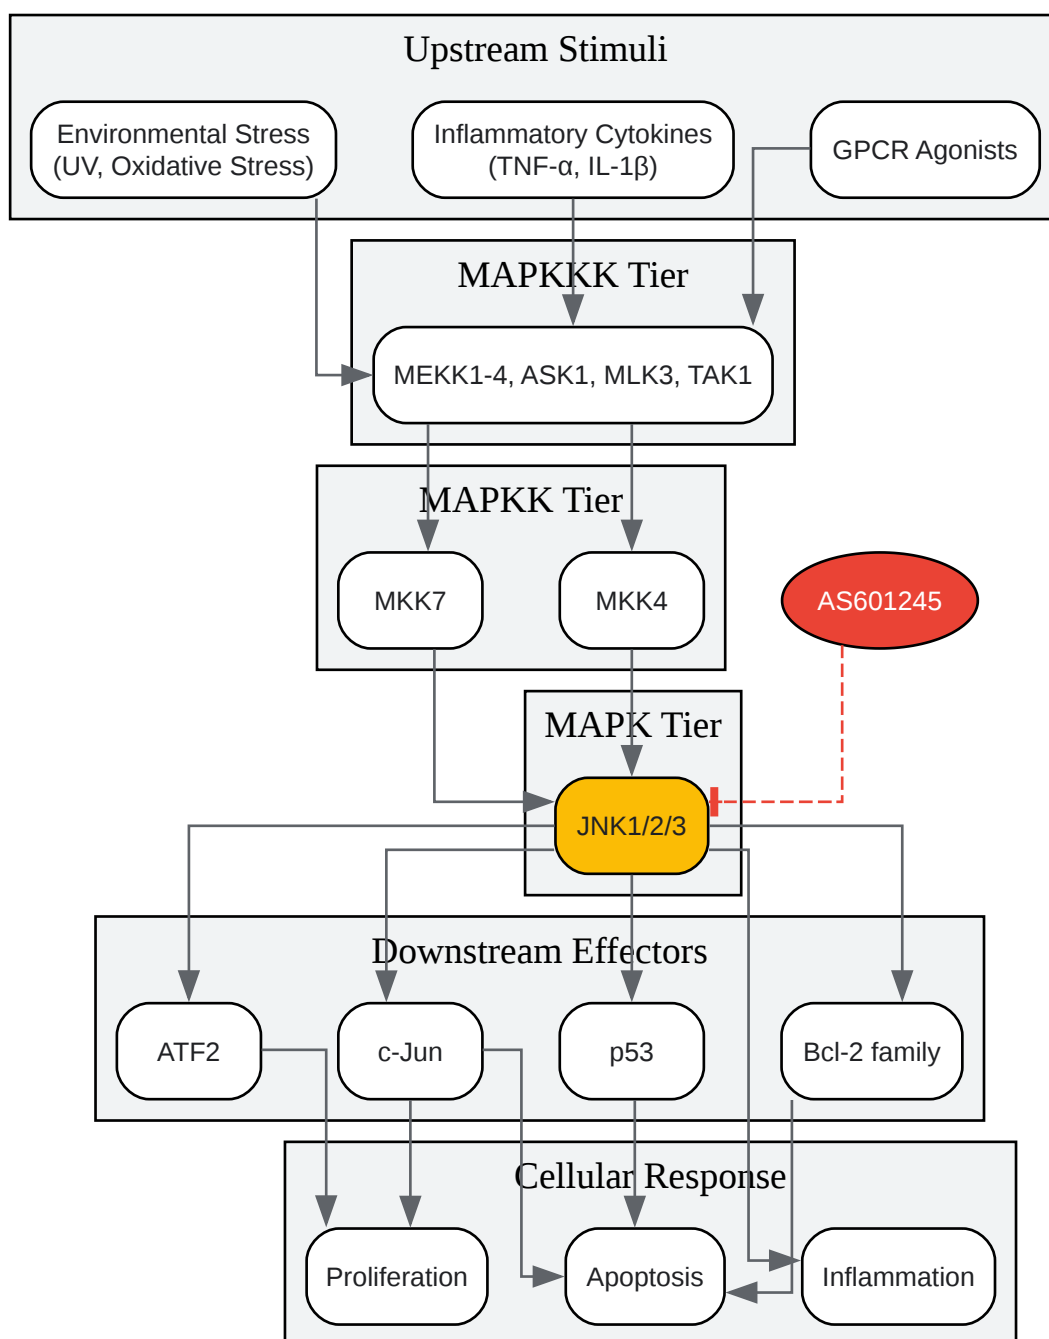 Upstream Stimuli
Environmental Stress
(UV, Oxidative Stress)
Inflammatory Cytokines
(TNF-α, IL-1β)
GPCR Agonists
MAPKKK Tier
MEKK1-4, ASK1, MLK3, TAK1
MAPKK Tier
MKK7
MKK4
AS601245
MAPK Tier
JNK1/2/3
Downstream Effectors
ATF2
c-Jun
p53
Bcl-2 family
Cellular Response
Proliferation
Apoptosis
Inflammation